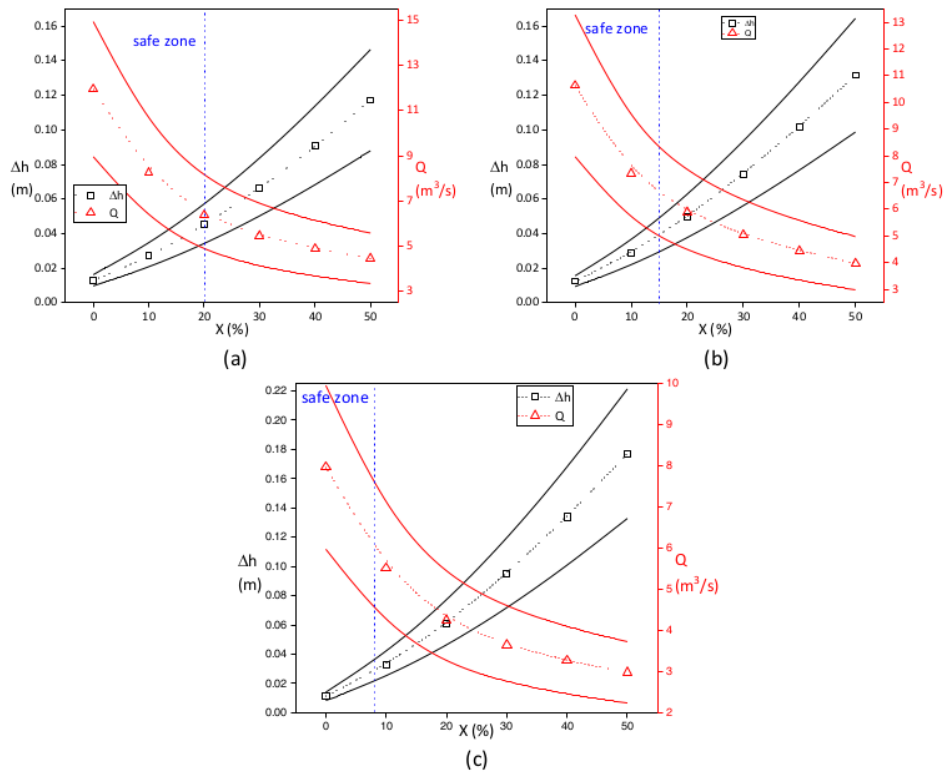 0.16
0.14
0.12
0.10
0.08
0.06
0.04
0.02
0.00
Δh
(m)
safe zone
Δh
Q
15
13
11
9
7
5
3
Q
(m³/s)
0 10 20 30 40 50
X (%)
(a)
0.16
0.14
0.12
0.10
0.08
0.06
0.04
0.02
0.00
Δh
(m)
safe zone
Δh
Q
13
12
11
10
9
8
7
6
5
4
3
Q
(m³/s)
0 10 20 30 40 50
X (%)
(b)
0.22
0.20
0.18
0.16
0.14
0.12
0.10
0.08
0.06
0.04
0.02
0.00
Δh
(m)
safe zone
Δh
Q
10
9
8
7
6
5
4
3
2
Q
(m³/s)
0 10 20 30 40 50
X (%)
(c)